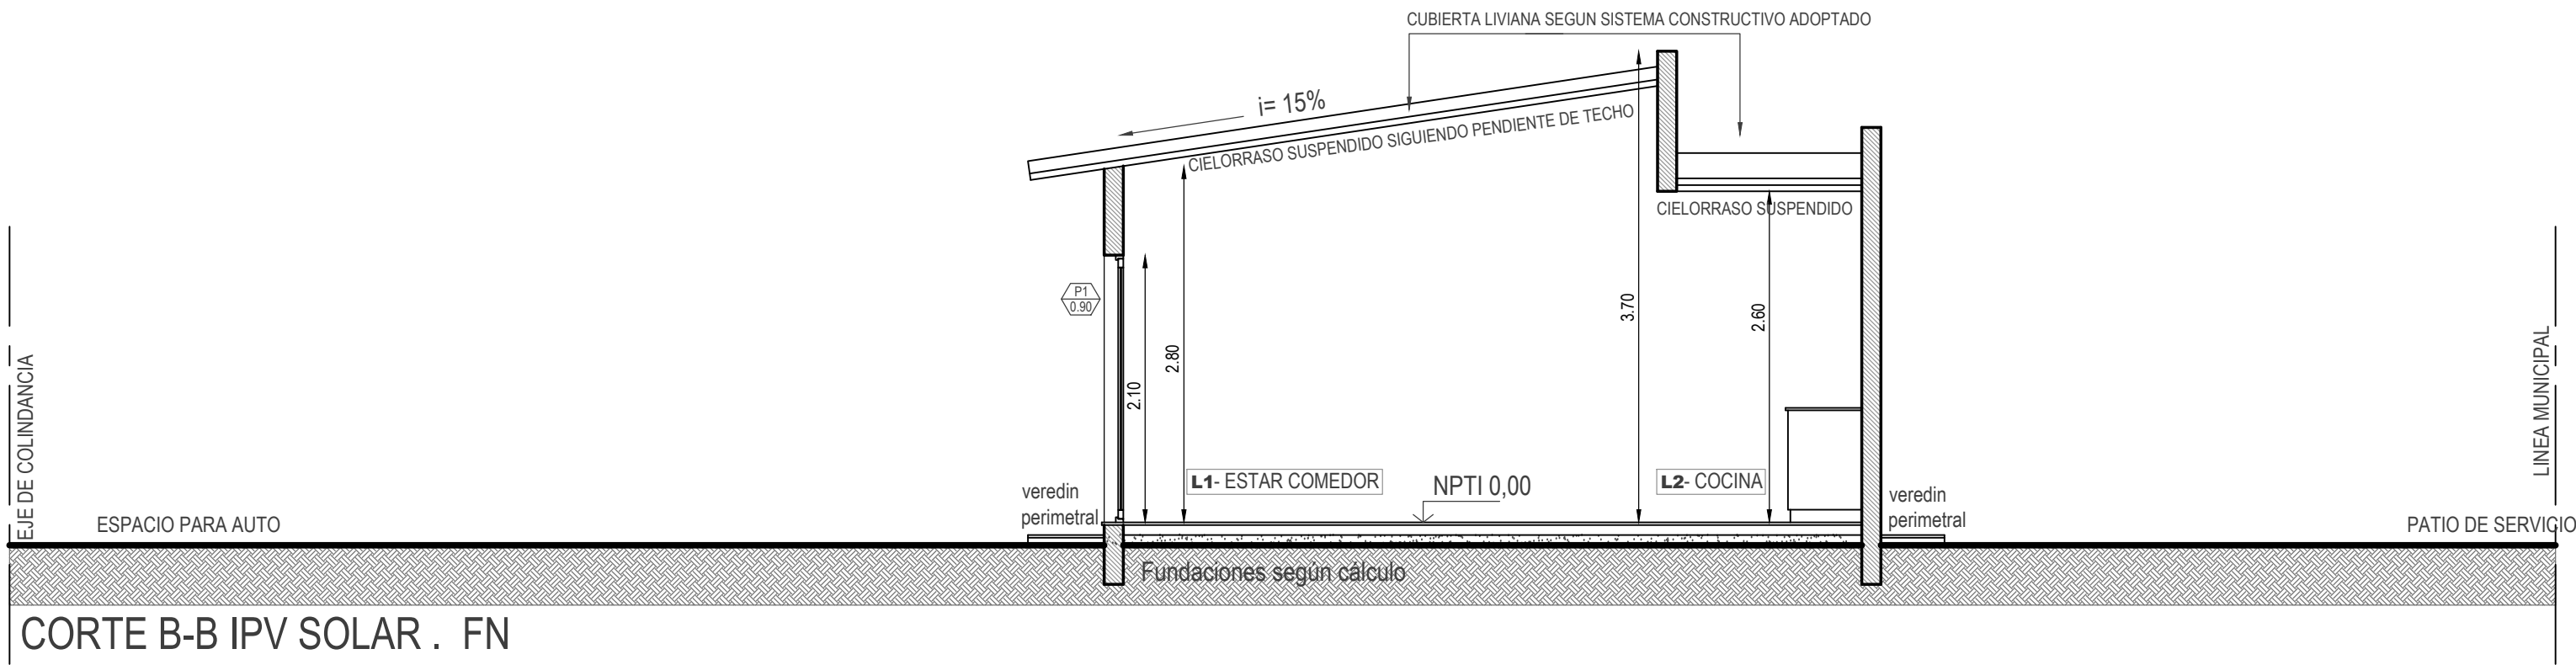 CUBIERTA LIVIANA SEGUN SISTEMA CONSTRUCTIVO ADOPTADO
i= 15%
CIELORRASO SUSPENDIDO SIGUIENDO PENDIENTE DE TECHO
CIELORRASO SUSPENDIDO
P1
0.90
2.10
2.80
3.70
2.60
EJE DE COLINDANCIA
LINEA MUNICIPAL
L1- ESTAR COMEDOR
NPTI 0,00
L2- COCINA
veredin
perimetral
veredin
perimetral
ESPACIO PARA AUTO
PATIO DE SERVICIO
Fundaciones según cálculo
CORTE B-B IPV SOLAR . FN